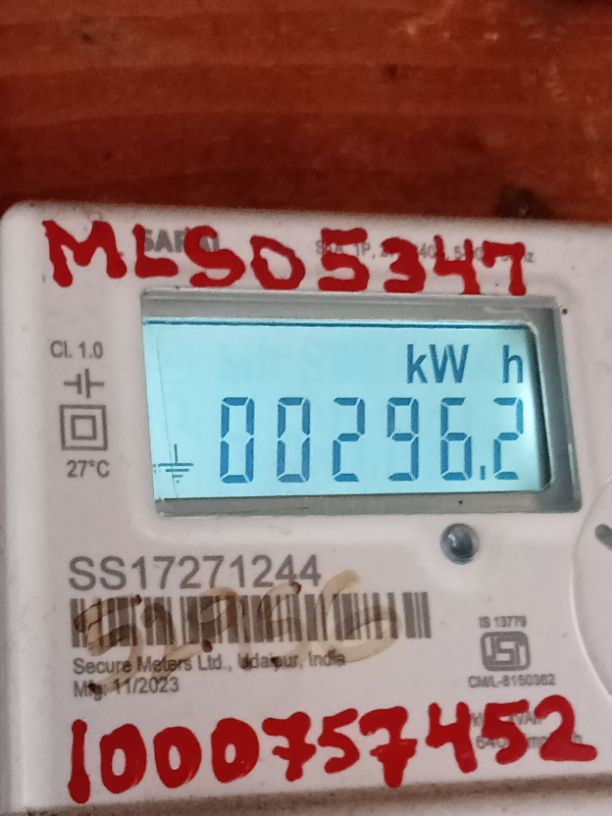 MLS05347
Cl. 1.0
kW h
00296.2
27°C
SS17271244
Secure Meters Ltd., Udaipur, India
Mfg: 11/2023
IS 13779
CM/L-8150362
1000757452